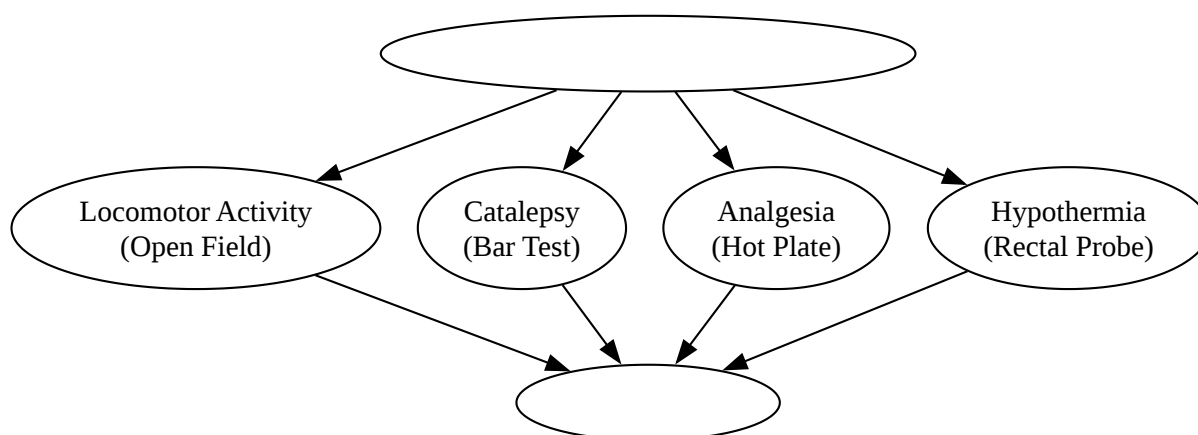 Locomotor Activity
(Open Field)
Catalepsy
(Bar Test)
Analgesia
(Hot Plate)
Hypothermia
(Rectal Probe)